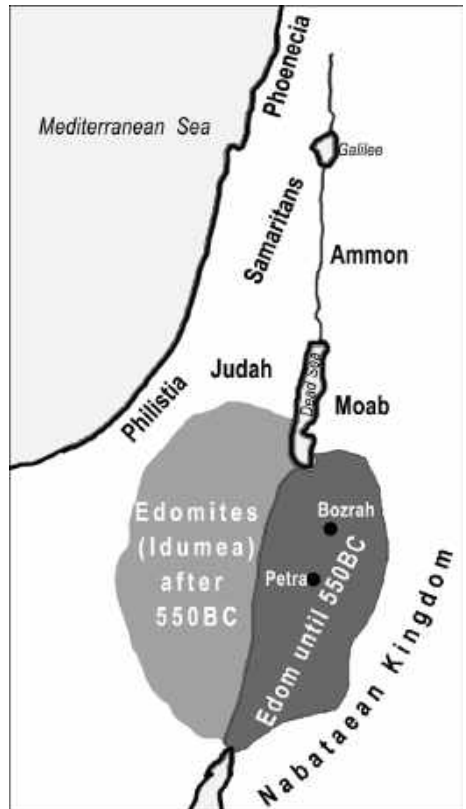 Phoenecia
Mediterranean Sea
Galilee
Samaritans
Ammon
Judah
Dead Sea
Philistia
Moab
Edomites
(Idumea)
after
550BC
Bozrah
Petra
Edom until 550BC
Nabataean Kingdom